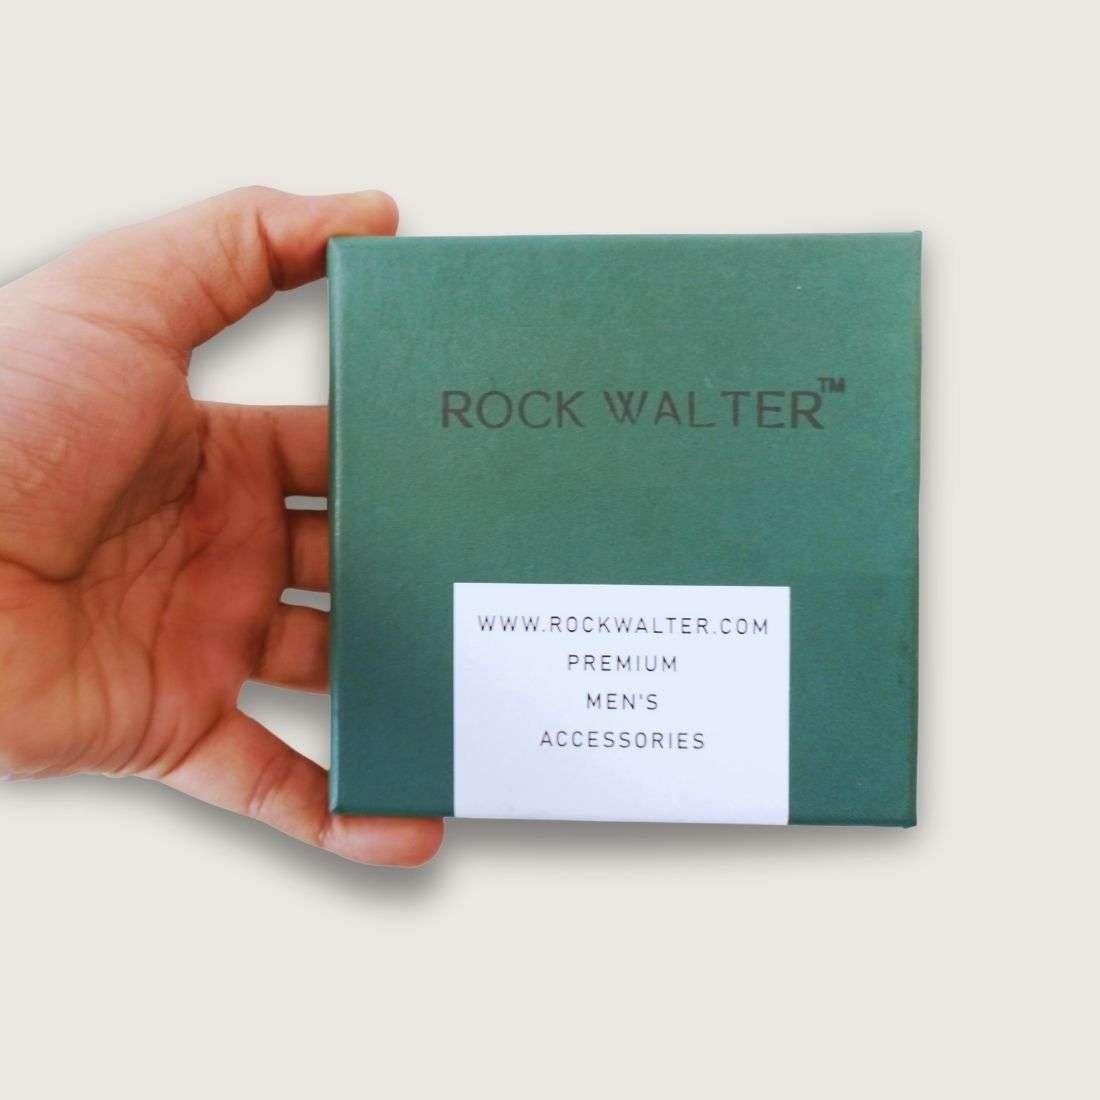 ROCK WALTER™
WWW.ROCKWALTER.COM
PREMIUM
MEN'S
ACCESSORIES